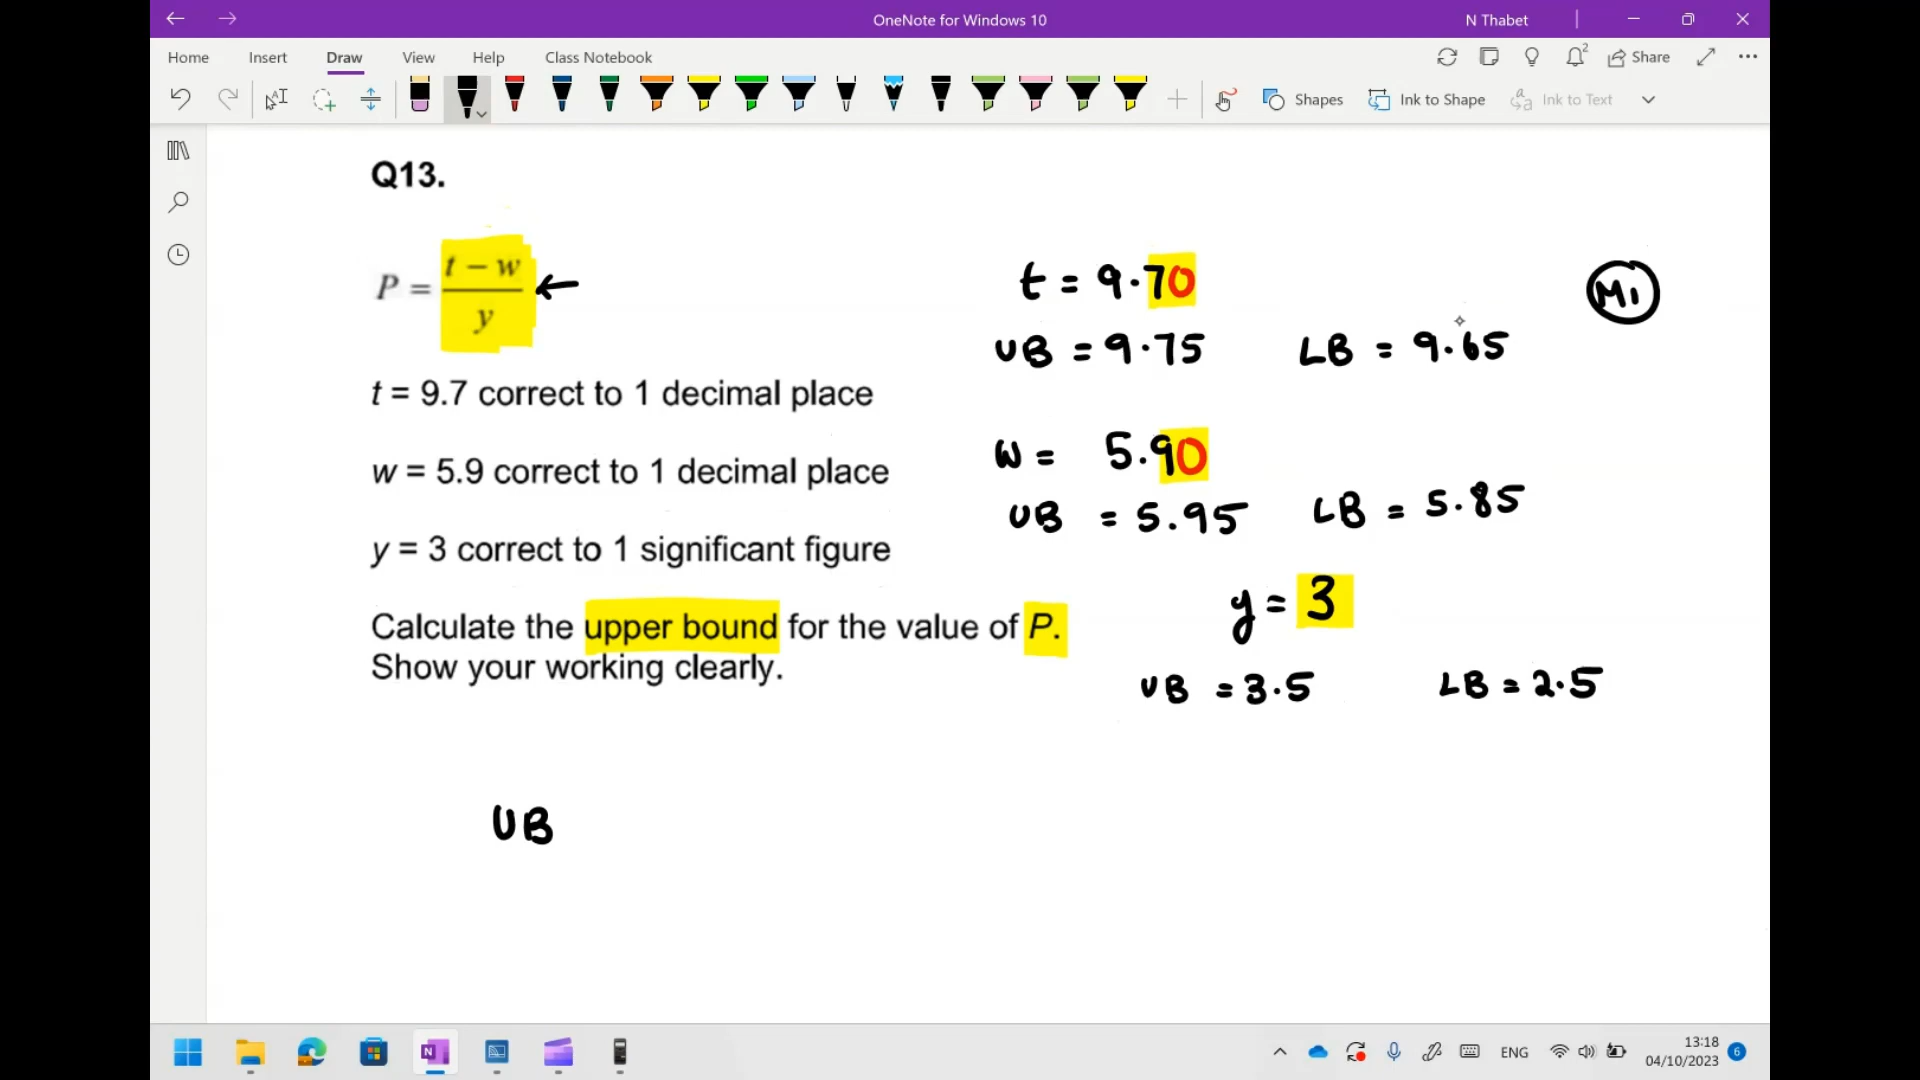 OneNote for Windows 10
N Thabet
Home Insert Draw View Help Class Notebook
2
Share
Shapes
Ink to Shape
Ink to Text
Q13.
P = t − w
y
t = 9.7 correct to 1 decimal place
w = 5.9 correct to 1 decimal place
y = 3 correct to 1 significant figure
Calculate the upper bound for the value of P.
Show your working clearly.
t = 9.70
UB = 9.75 LB = 9.65
M1
W = 5.90
UB = 5.95 LB = 5.85
y = 3
UB = 3.5 LB = 2.5
UB
ENG
13:18
04/10/2023
6